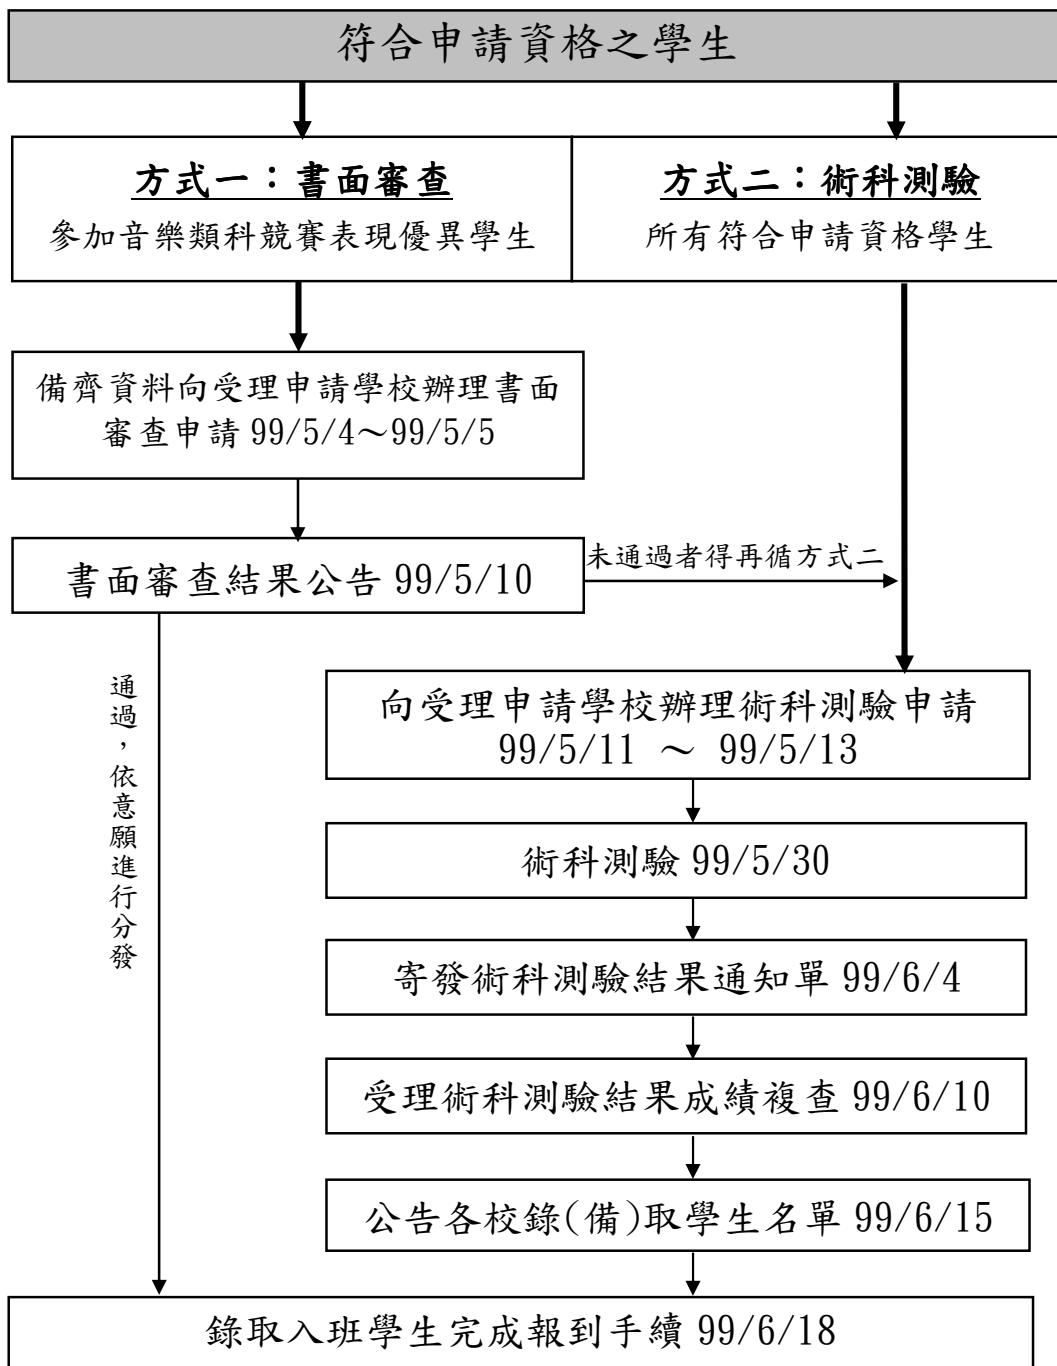 符合申請資格之學生
方式一：書面審查
參加音樂類科競賽表現優異學生
方式二：術科測驗
所有符合申請資格學生
備齊資料向受理申請學校辦理書面
審查申請 99/5/4～99/5/5
書面審查結果公告 99/5/10
未通過者得再循方式二
通過，依意願進行分發
向受理申請學校辦理術科測驗申請
99/5/11 ～ 99/5/13
術科測驗 99/5/30
寄發術科測驗結果通知單 99/6/4
受理術科測驗結果成績複查 99/6/10
公告各校錄(備)取學生名單 99/6/15
錄取入班學生完成報到手續 99/6/18